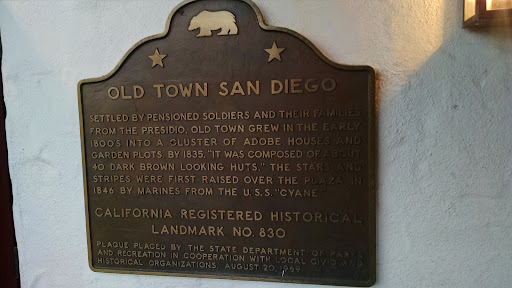 OLD TOWN SAN DIEGO
SETTLED BY PENSIONED SOLDIERS AND THEIR FAMILIES
FROM THE PRESIDIO, OLD TOWN GREW IN THE EARLY
1800'S INTO A CLUSTER OF ADOBE HOUSES AND
GARDEN PLOTS. BY 1835, "IT WAS COMPOSED OF ABOUT
40 DARK BROWN LOOKING HUTS." THE STARS AND
STRIPES WERE FIRST RAISED OVER THE PLAZA IN
1846 BY MARINES FROM THE U.S.S. "CYANE"
CALIFORNIA REGISTERED HISTORICAL
LANDMARK NO. 830
PLAQUE PLACED BY THE STATE DEPARTMENT OF PARKS
AND RECREATION IN COOPERATION WITH LOCAL CIVIC AND
HISTORICAL ORGANIZATIONS, AUGUST 20, 1969